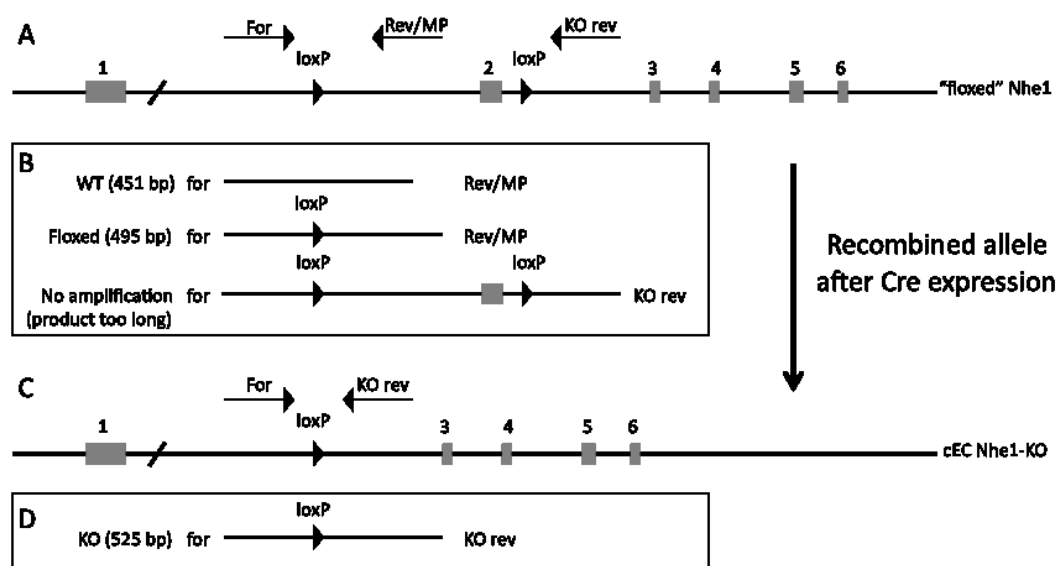 A
For
Rev/MP
KO rev
loxP
loxP
1
2
3
4
5
6
"floxed" Nhe1
B
WT (451 bp) for Rev/MP
loxP
Floxed (495 bp) for Rev/MP
loxP loxP
No amplification for KO rev
(product too long)
Recombined allele
after Cre expression
C
For
KO rev
loxP
1
3
4
5
6
cEC Nhe1-KO
D
loxP
KO (525 bp) for KO rev